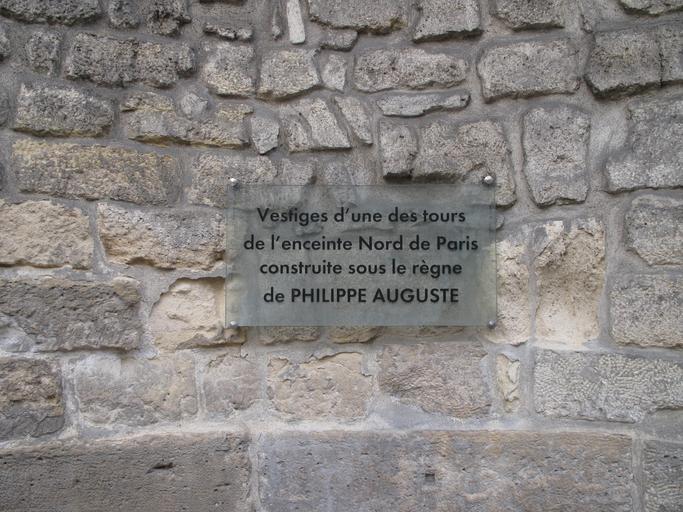 Vestiges d'une des tours
de l'enceinte Nord de Paris
construite sous le règne
de PHILIPPE AUGUSTE